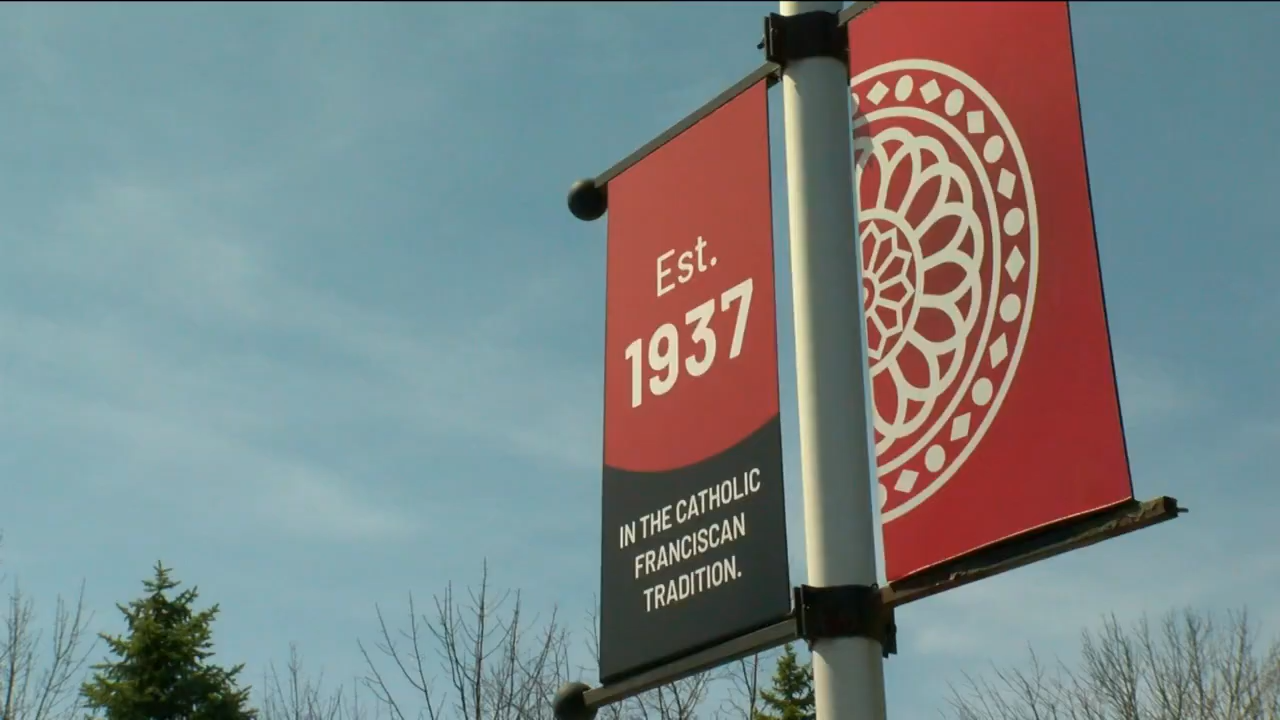 Est.
1937
IN THE CATHOLIC
FRANCISCAN
TRADITION.